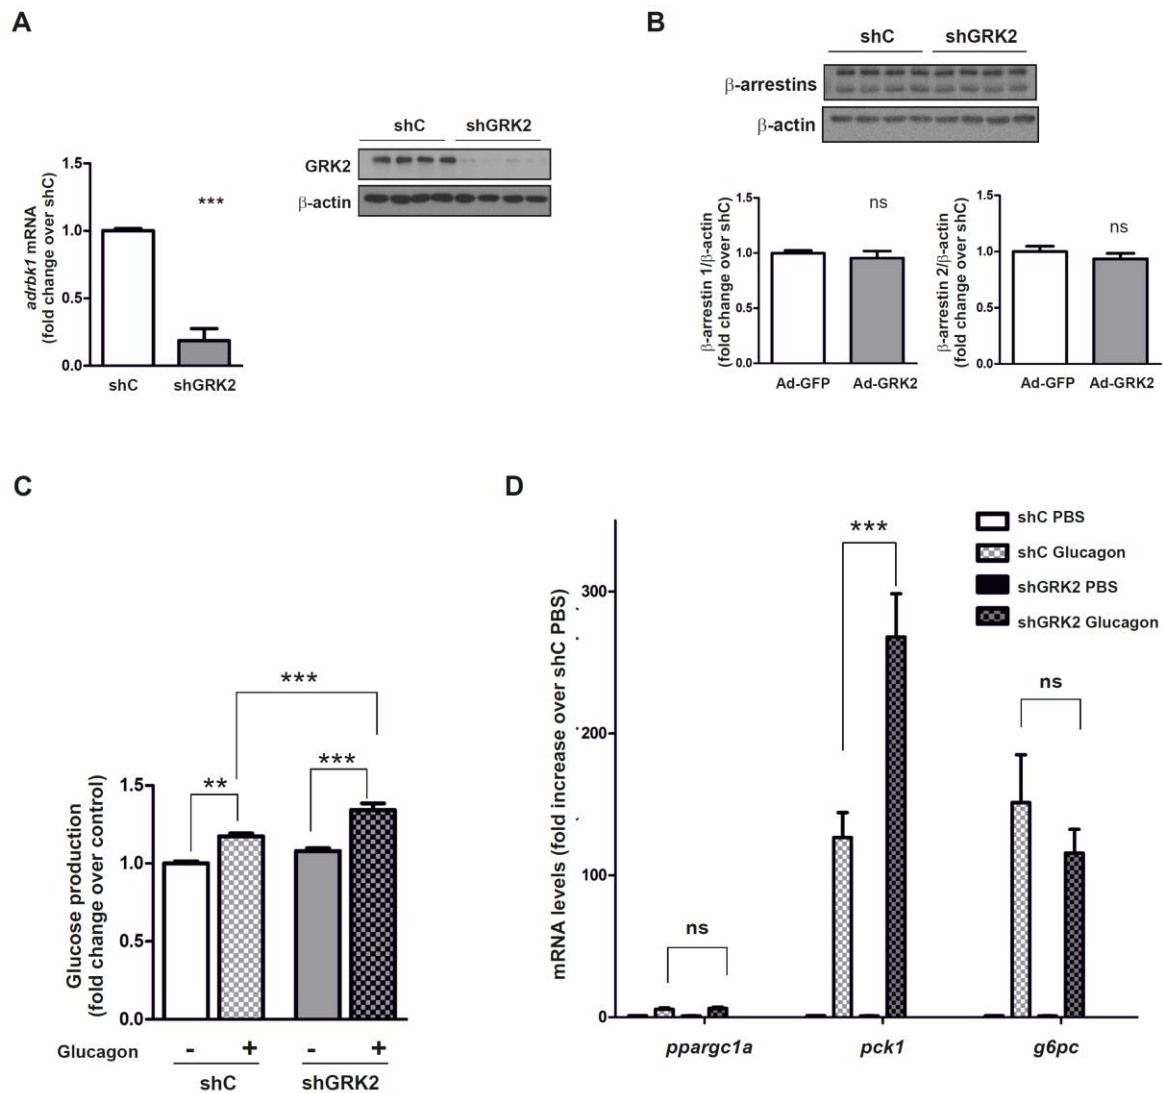 A
1.5
1.0
0.5
0.0
adrbk1 mRNA
(fold change over shC)
***
shC
shGRK2
shC
shGRK2
GRK2
β-actin
B
shC
shGRK2
β-arrestins
β-actin
1.5
1.0
0.5
0.0
β-arrestin 1/β-actin
(fold change over shC)
ns
Ad-GFP
Ad-GRK2
1.5
1.0
0.5
0.0
β-arrestin 2/β-actin
(fold change over shC)
ns
Ad-GFP
Ad-GRK2
C
***
**
***
1.5
1.0
0.5
0.0
Glucose production
(fold change over control)
Glucagon
-
+
-
+
shC
shGRK2
D
shC PBS
shC Glucagon
shGRK2 PBS
shGRK2 Glucagon
300
200
100
0
mRNA levels (fold increase over shC PBS)
ns
***
ns
ppargc1a
pck1
g6pc